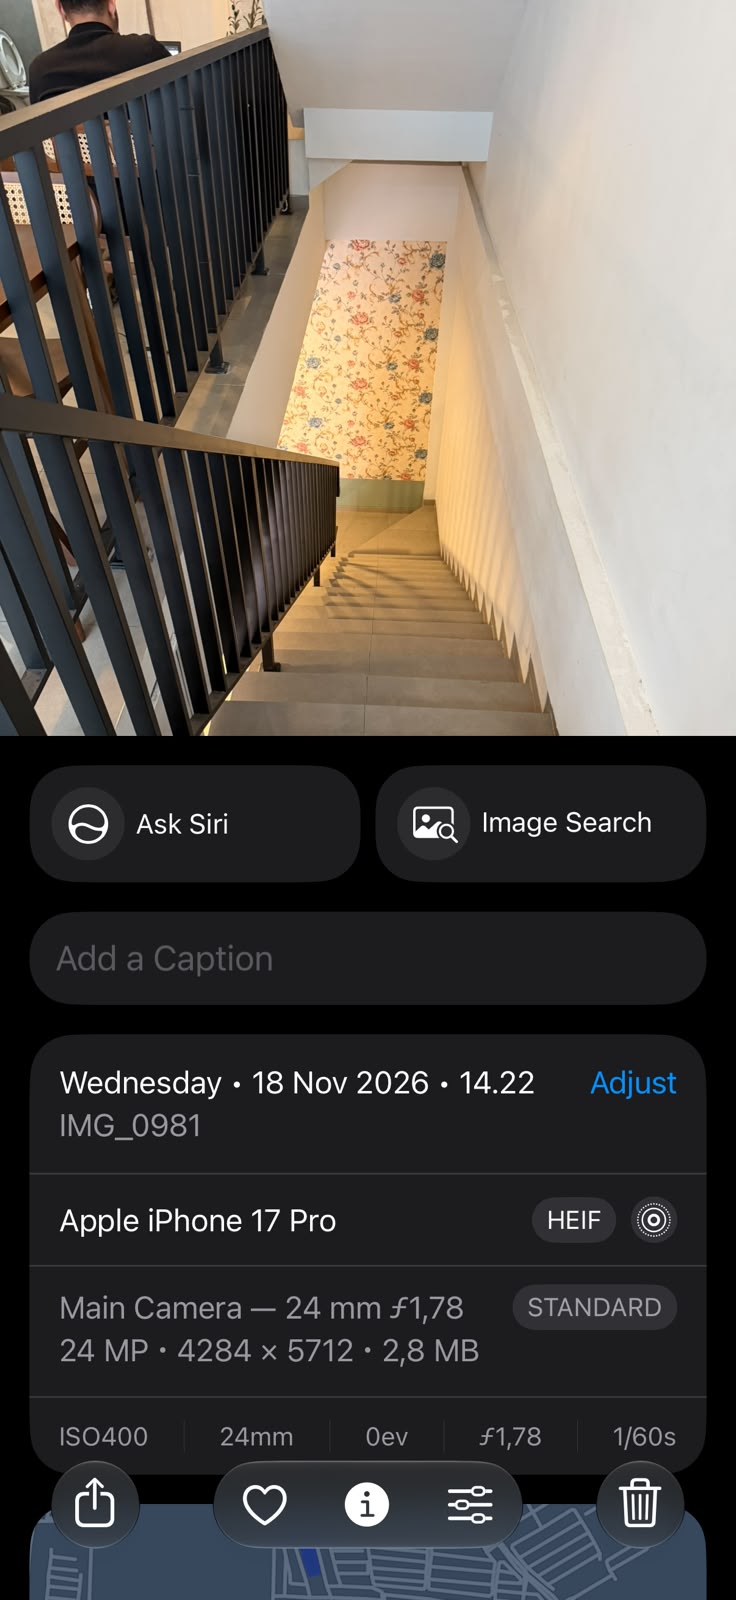 Ask Siri
Image Search
Add a Caption
Wednesday • 18 Nov 2026 • 14.22
Adjust
IMG_0981
Apple iPhone 17 Pro
HEIF
Main Camera — 24 mm ƒ1,78
STANDARD
24 MP • 4284 × 5712 • 2,8 MB
ISO400
24mm
0ev
ƒ1,78
1/60s